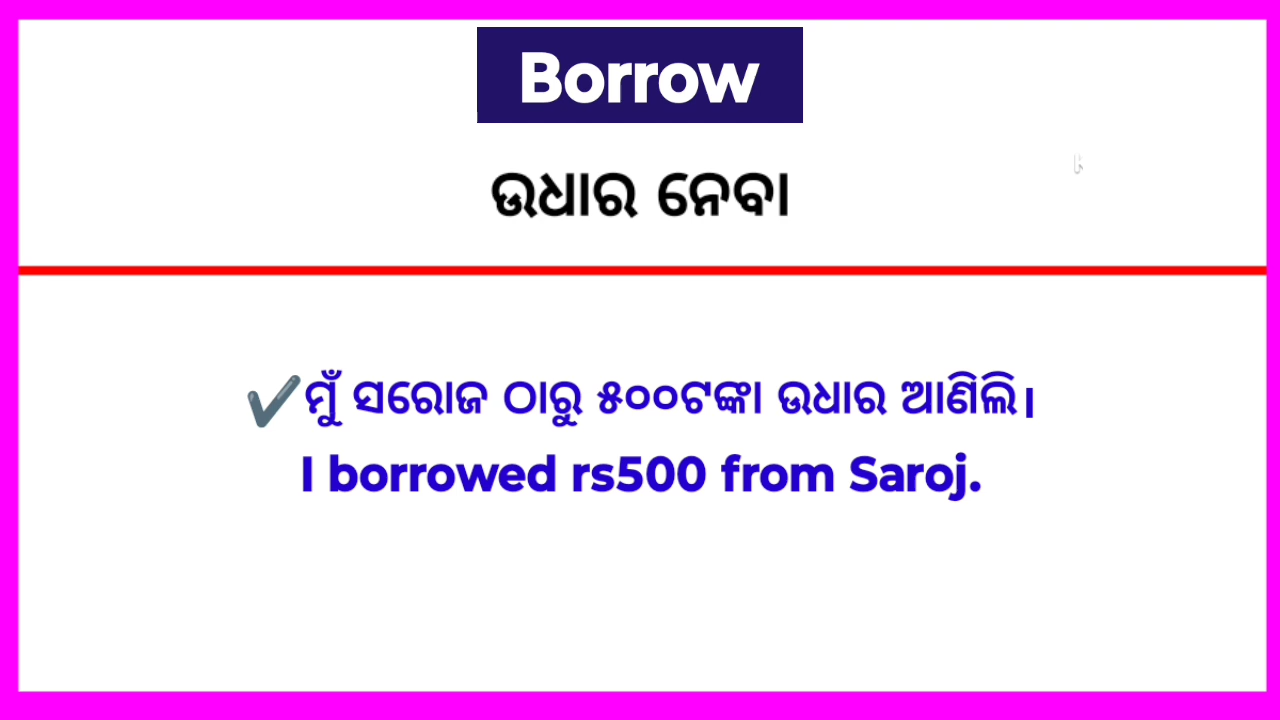 Borrow
ଉଧାର ନେବା
✔️ମୁଁ ସରୋଜ ଠାରୁ ୫୦୦ଟଙ୍କା ଉଧାର ଆଣିଲି।
I borrowed rs500 from Saroj.